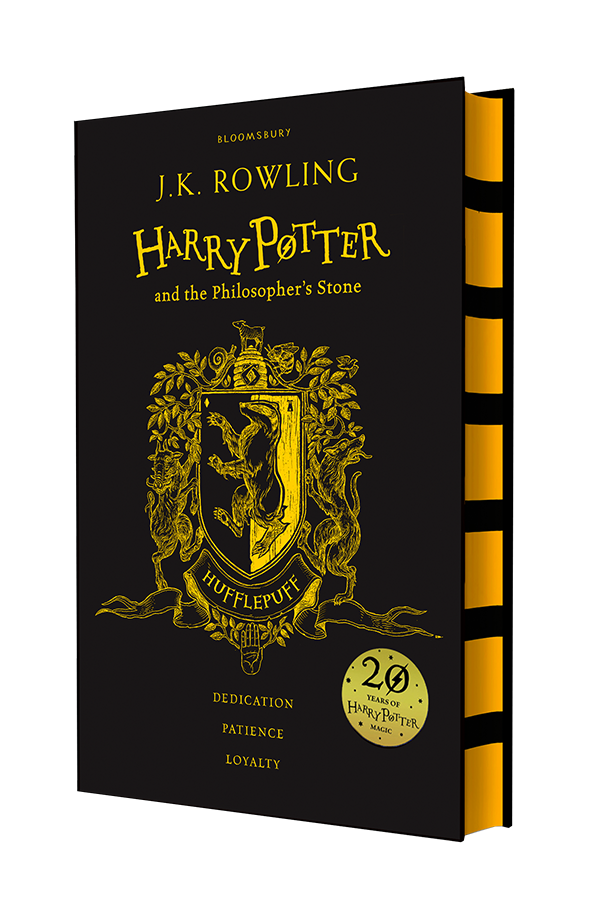 BLOOMSBURY
J.K. ROWLING
HARRY POTTER
and the Philosopher's Stone
HUFFLEPUFF
DEDICATION
PATIENCE
LOYALTY
20
YEARS OF
HARRY POTTER
MAGIC